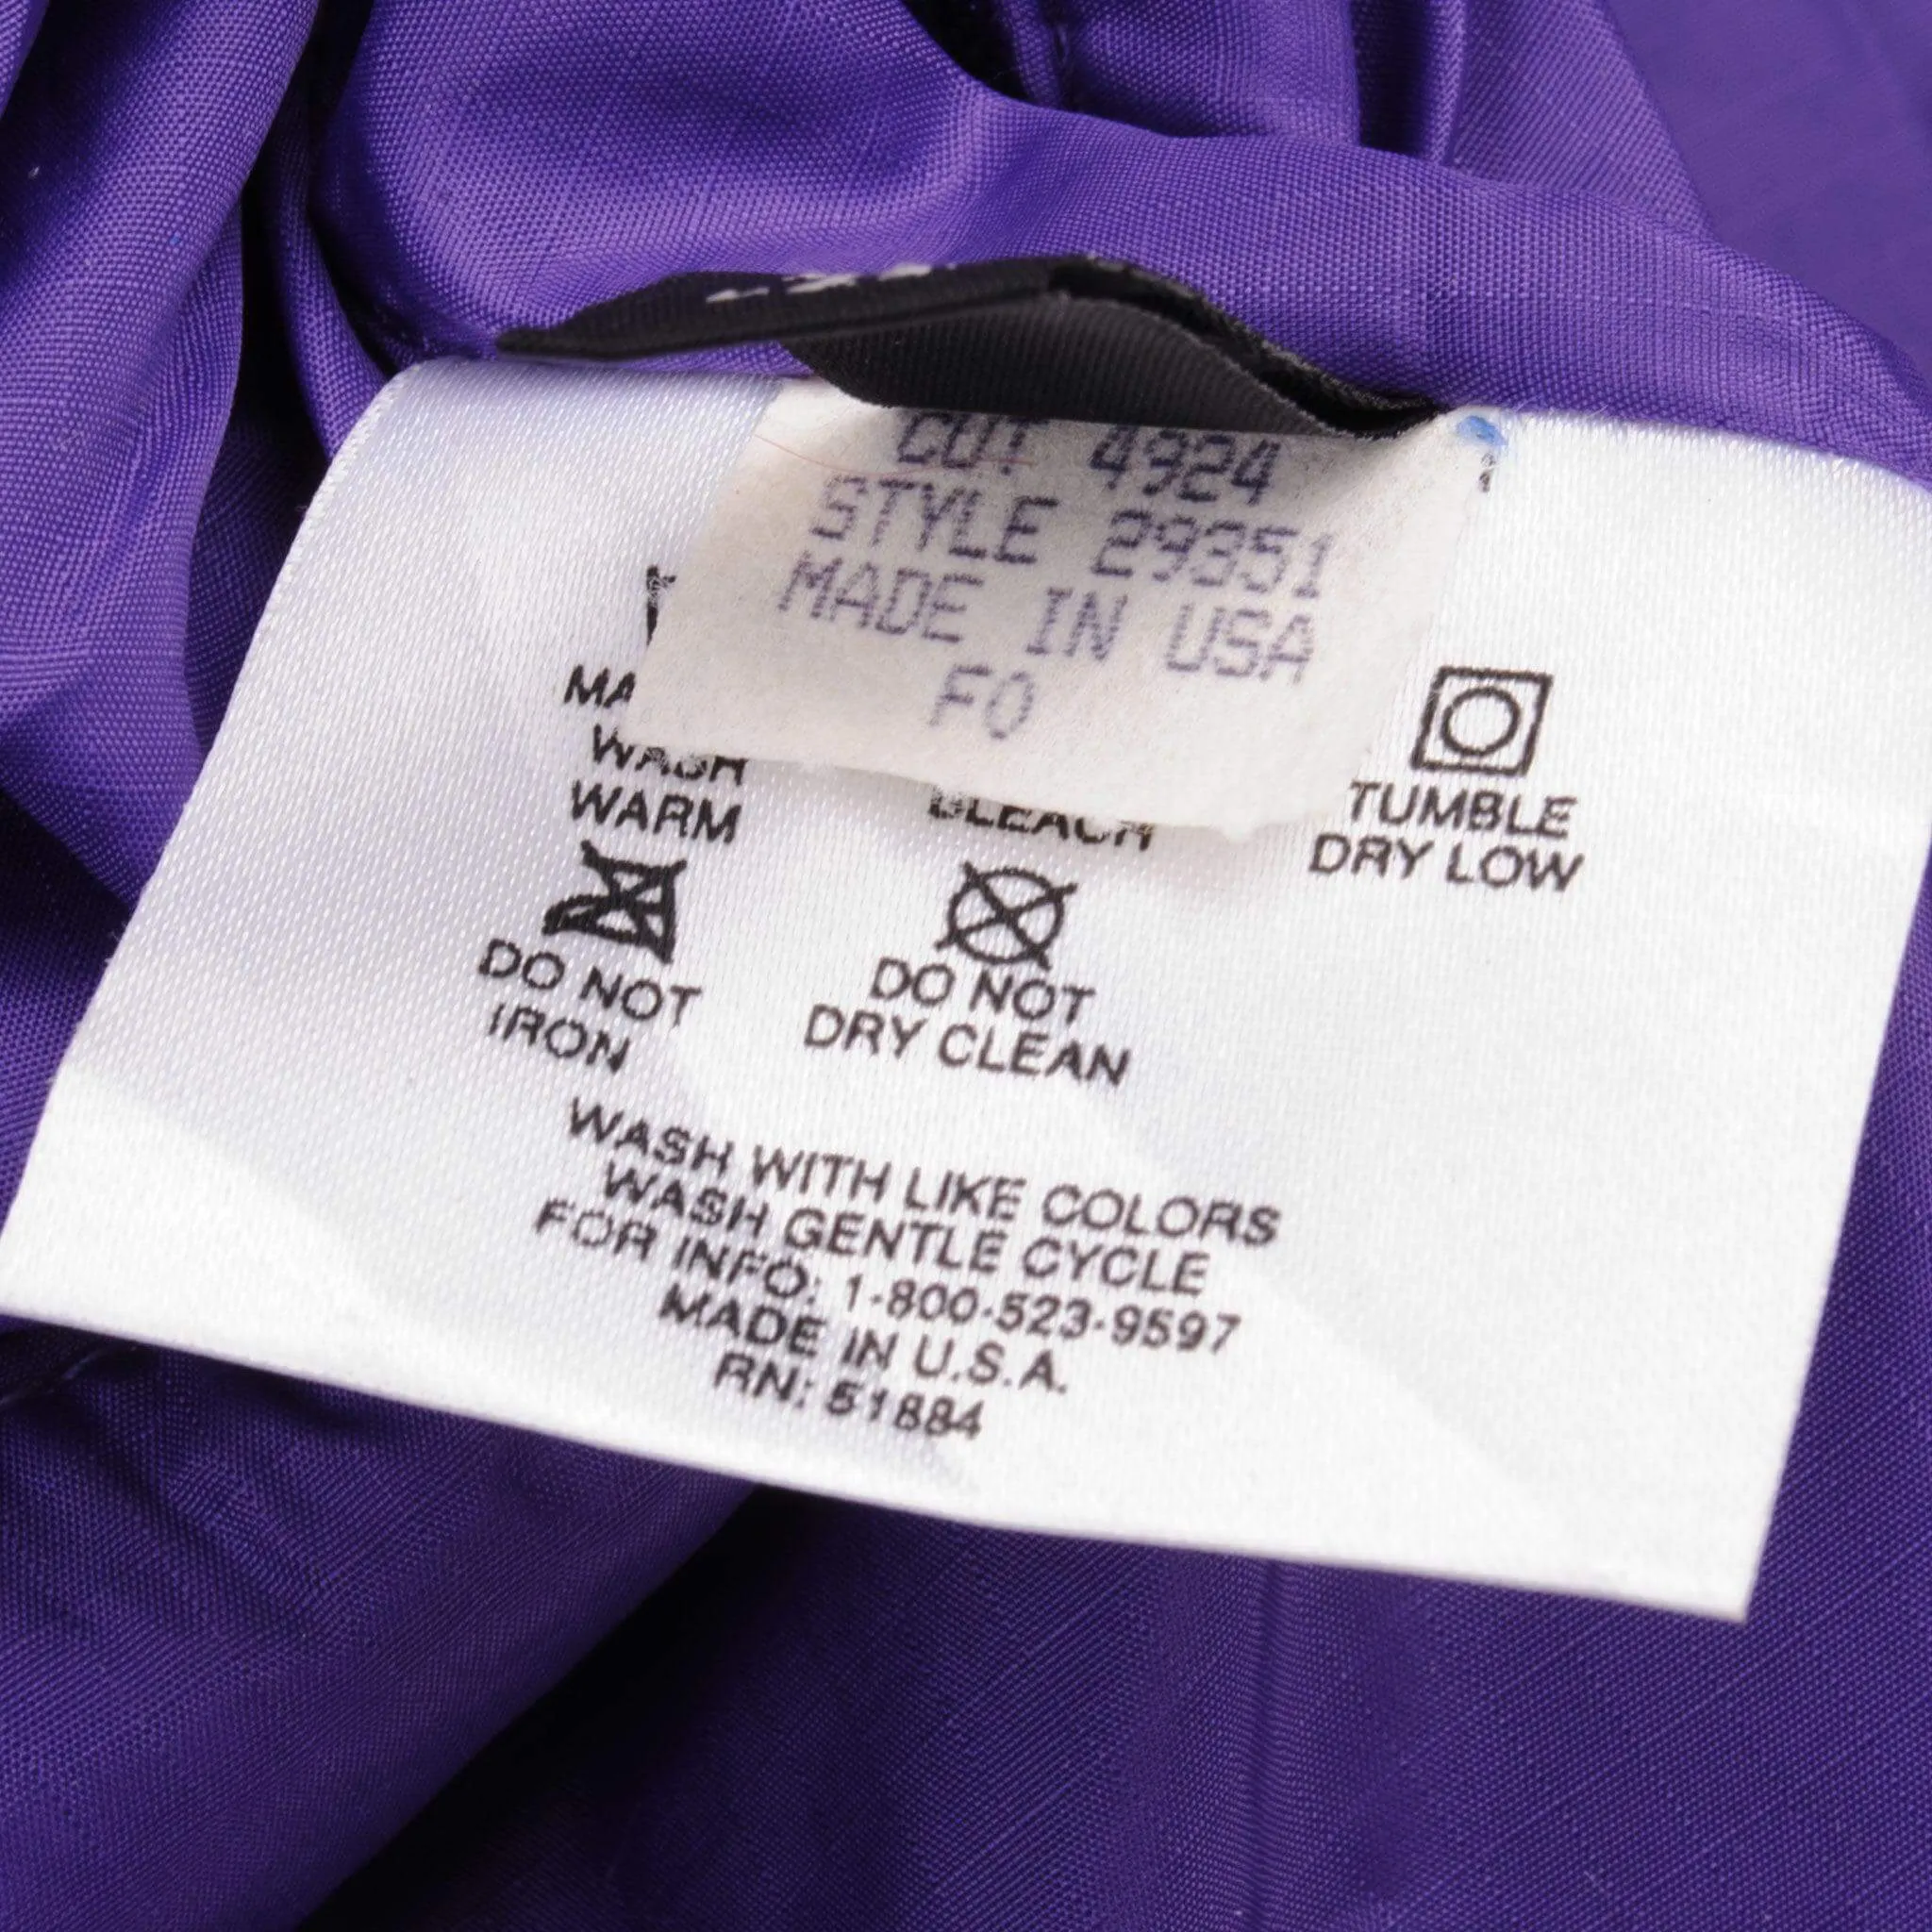 CUT 4924
STYLE 29351
MADE IN USA
FO
WASH
WARM
BLEACH
TUMBLE
DRY LOW
DO NOT
IRON
DO NOT
DRY CLEAN
WASH WITH LIKE COLORS
WASH GENTLE CYCLE
FOR INFO: 1-800-523-9597
MADE IN U.S.A.
RN: 51884